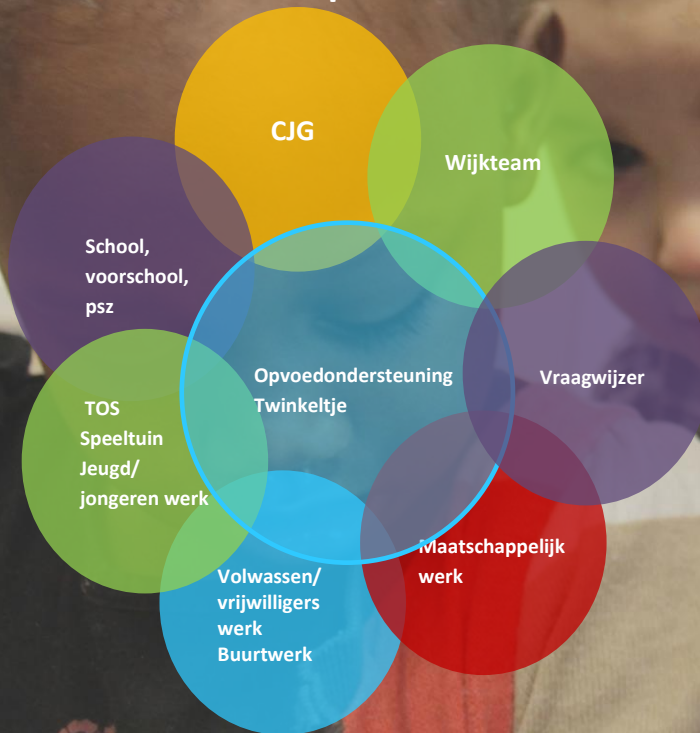 CJG
Wijkteam
School,
voorschool,
psz
Opvoedondersteuning
Twinkeltje
Vraagwijzer
TOS
Speeltuin
Jeugd/
jongeren werk
Maatschappelijk
werk
Volwassen/
vrijwilligers
werk
Buurtwerk